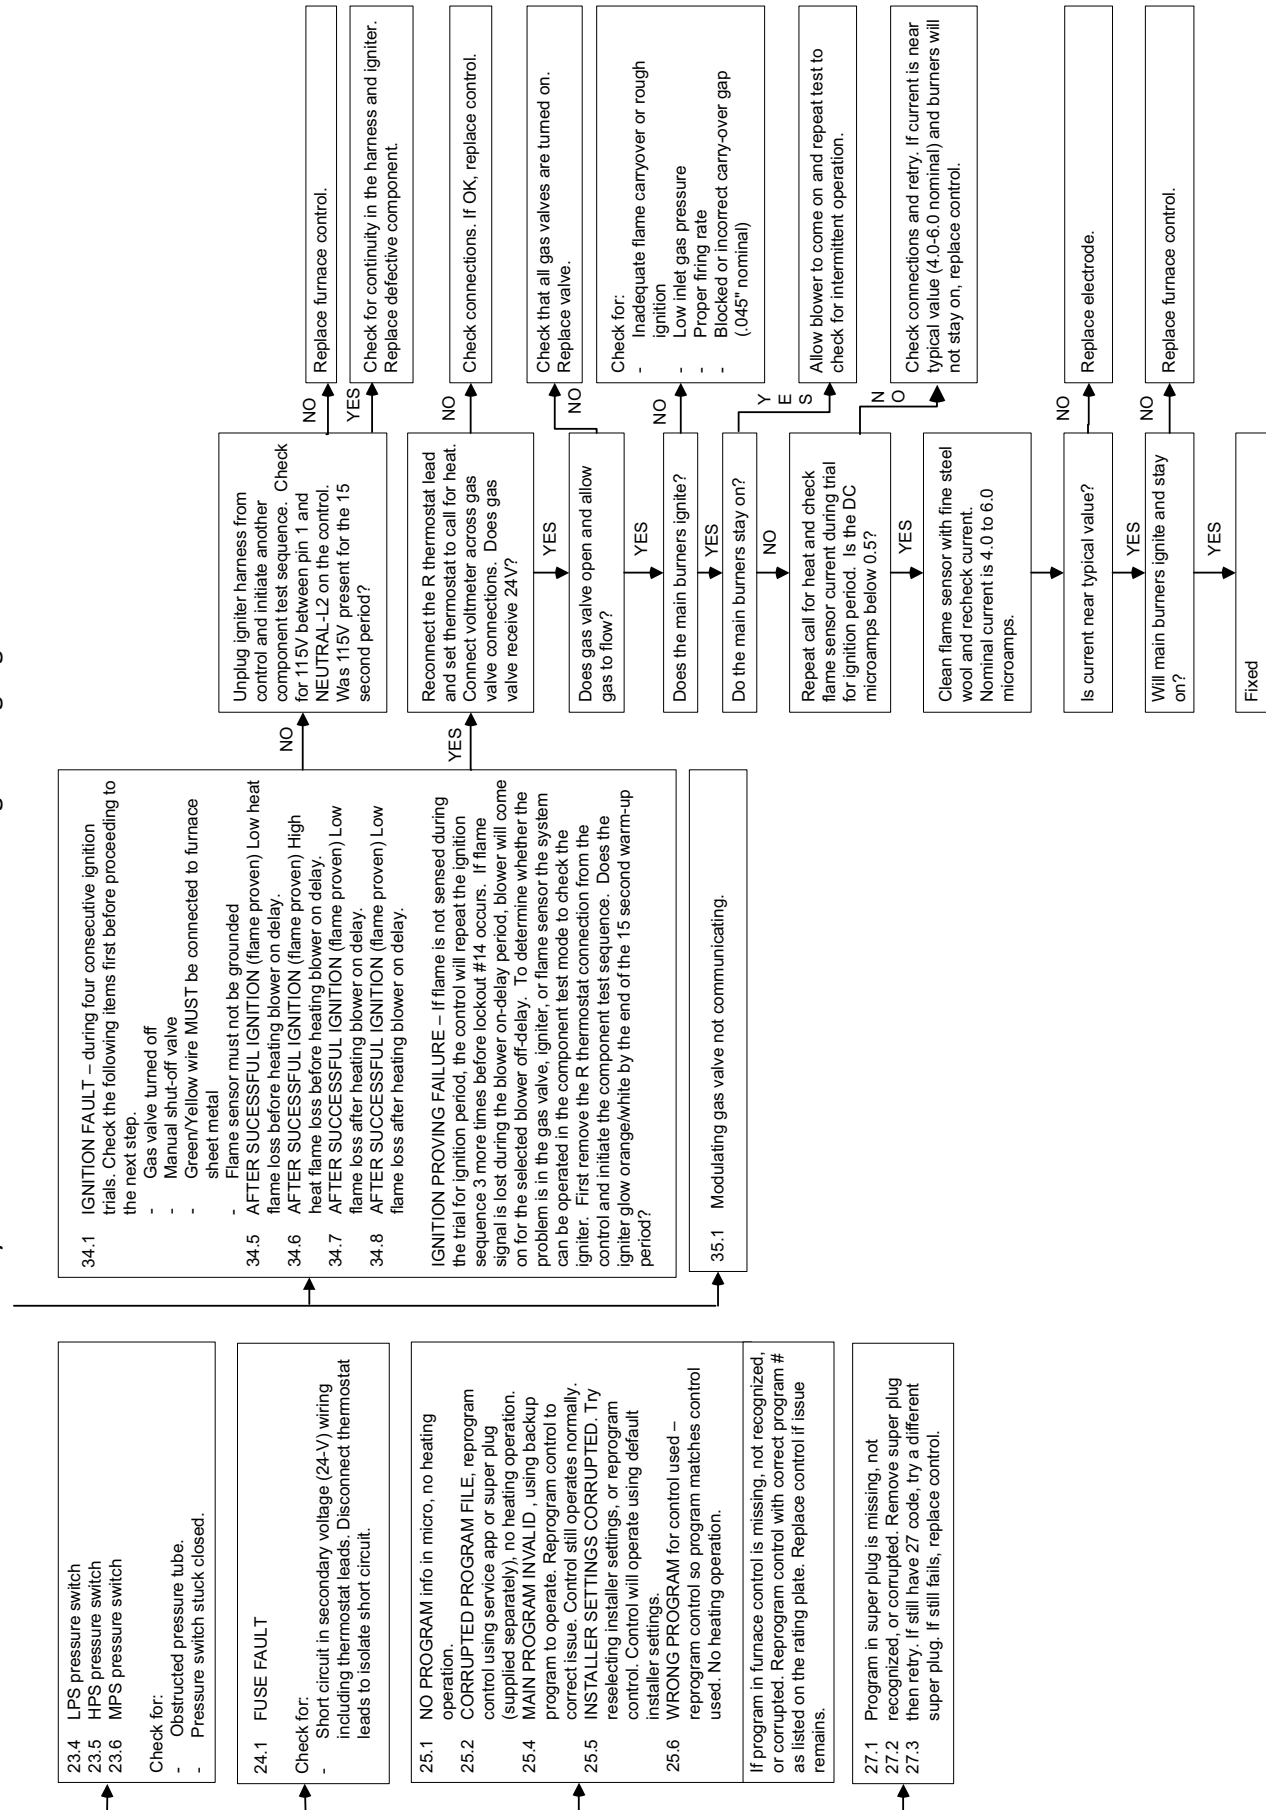 23.4 LPS pressure switch
23.5 HPS pressure switch
23.6 MPS pressure switch
Check for:
- Obstructed pressure tube.
- Pressure switch stuck closed.
24.1 FUSE FAULT
Check for:
- Short circuit in secondary voltage (24-V) wiring
including thermostat leads. Disconnect thermostat
leads to isolate short circuit.
25.1 NO PROGRAM info in micro, no heating
operation.
25.2 CORRUPTED PROGRAM FILE, reprogram
control using service app or super plug
(supplied separately), no heating operation.
25.4 MAIN PROGRAM INVALID , using backup
program to operate. Reprogram control to
correct issue. Control still operates normally.
25.5 INSTALLER SETTINGS CORRUPTED. Try
reselecting installer settings, or reprogram
control. Control will operate using default
installer settings.
25.6 WRONG PROGRAM for control used –
reprogram control so program matches control
used. No heating operation.
If program in furnace control is missing, not recognized,
or corrupted. Reprogram control with correct program #
as listed on the rating plate. Replace control if issue
remains.
27.1 Program in super plug is missing, not
27.2 recognized, or corrupted. Remove super plug
27.3 then retry. If still have 27 code, try a different
super plug. If still fails, replace control.
34.1 IGNITION FAULT – during four consecutive ignition
trials. Check the following items first before proceeding to
the next step.
- Gas valve turned off
- Manual shut-off valve
- Green/Yellow wire MUST be connected to furnace
sheet metal
- Flame sensor must not be grounded
34.5 AFTER SUCCESSFUL IGNITION (flame proven) Low heat
flame loss before heating blower on delay.
34.6 AFTER SUCCESSFUL IGNITION (flame proven) High
heat flame loss before heating blower on delay.
34.7 AFTER SUCCESSFUL IGNITION (flame proven) Low
flame loss after heating blower on delay.
34.8 AFTER SUCCESSFUL IGNITION (flame proven) Low
flame loss after heating blower on delay.
IGNITION PROVING FAILURE – If flame is not sensed during
the trial for ignition period, the control will repeat the ignition
sequence 3 more times before lockout #14 occurs. If flame
signal is lost during the blower on-delay period, blower will come
on for the selected blower off-delay. To determine whether the
problem is in the gas valve, igniter, or flame sensor the system
can be operated in the component test mode to check the
igniter. First remove the R thermostat connection from the
control and initiate the component test sequence. Does the
igniter glow orange/white by the end of the 15 second warm-up
period?
35.1 Modulating gas valve not communicating.
NO
YES
Unplug igniter harness from
control and initiate another
component test sequence. Check
for 115V between pin 1 and
NEUTRAL-L2 on the control.
Was 115V present for the 15
second period?
NO
Replace furnace control.
YES
Check for continuity in the harness and igniter.
Replace defective component.
Reconnect the R thermostat lead
and set thermostat to call for heat.
Connect voltmeter across gas
valve connections. Does gas
valve receive 24V?
NO
Check connections. If OK, replace control.
YES
Does gas valve open and allow
gas to flow?
NO
Check that all gas valves are turned on.
Replace valve.
YES
Does the main burners ignite?
NO
Check for:
- Inadequate flame carryover or rough
ignition
- Low inlet gas pressure
- Proper firing rate
- Blocked or incorrect carry-over gap
(.045" nominal)
YES
Do the main burners stay on?
YES
Allow blower to come on and repeat test to
check for intermittent operation.
NO
Repeat call for heat and check
flame sensor current during trial
for ignition period. Is the DC
microamps below 0.5?
NO
Check connections and retry. If current is near
typical value (4.0-6.0 nominal) and burners will
not stay on, replace control.
YES
Clean flame sensor with fine steel
wool and recheck current.
Nominal current is 4.0 to 6.0
microamps.
Is current near typical value?
NO
Replace electrode.
YES
Will main burners ignite and stay
on?
NO
Replace furnace control.
YES
Fixed